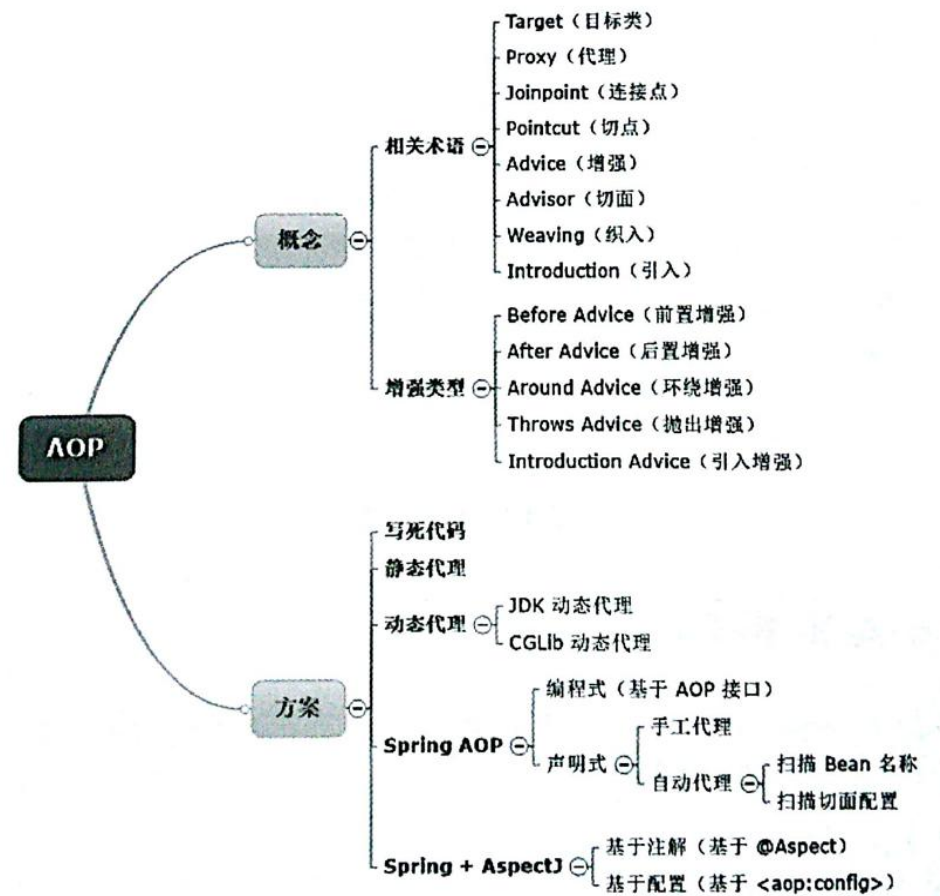 AOP
概念
相关术语
Target（目标类）
Proxy（代理）
Joinpoint（连接点）
Pointcut（切点）
Advice（增强）
Advisor（切面）
Weaving（织入）
Introduction（引入）
增强类型
Before Advice（前置增强）
After Advice（后置增强）
Around Advice（环绕增强）
Throws Advice（抛出增强）
Introduction Advice（引入增强）
方案
写死代码
静态代理
动态代理
JDK 动态代理
CGLib 动态代理
Spring AOP
编程式（基于 AOP 接口）
声明式
手工代理
自动代理
扫描 Bean 名称
扫描切面配置
Spring + AspectJ
基于注解（基于 @Aspect）
基于配置（基于 <aop:config>）